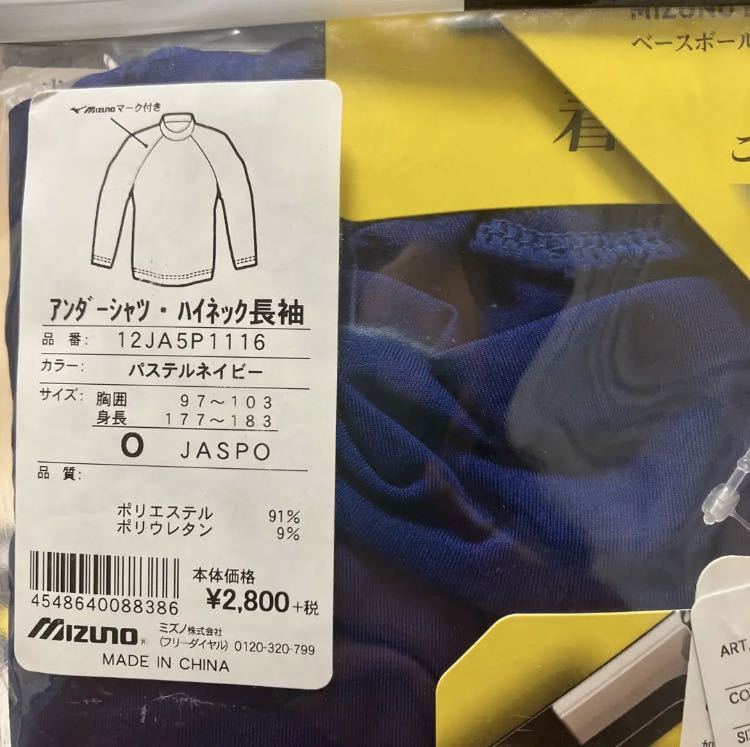 MIZUNOマーク付き
アンダーシャツ・ハイネック長袖
品番: 12JA5P1116
カラー: パステルネイビー
サイズ: 胸囲 97～103
身長 177～183
O JASPO
品質:
ポリエステル 91%
ポリウレタン 9%
本体価格
¥2,800+税
4548640088386
MIZUNO® ミズノ株式会社
(フリーダイヤル) 0120-320-799
MADE IN CHINA
MIZUNO
ベースボール
着
こ
ART.
CO
SI